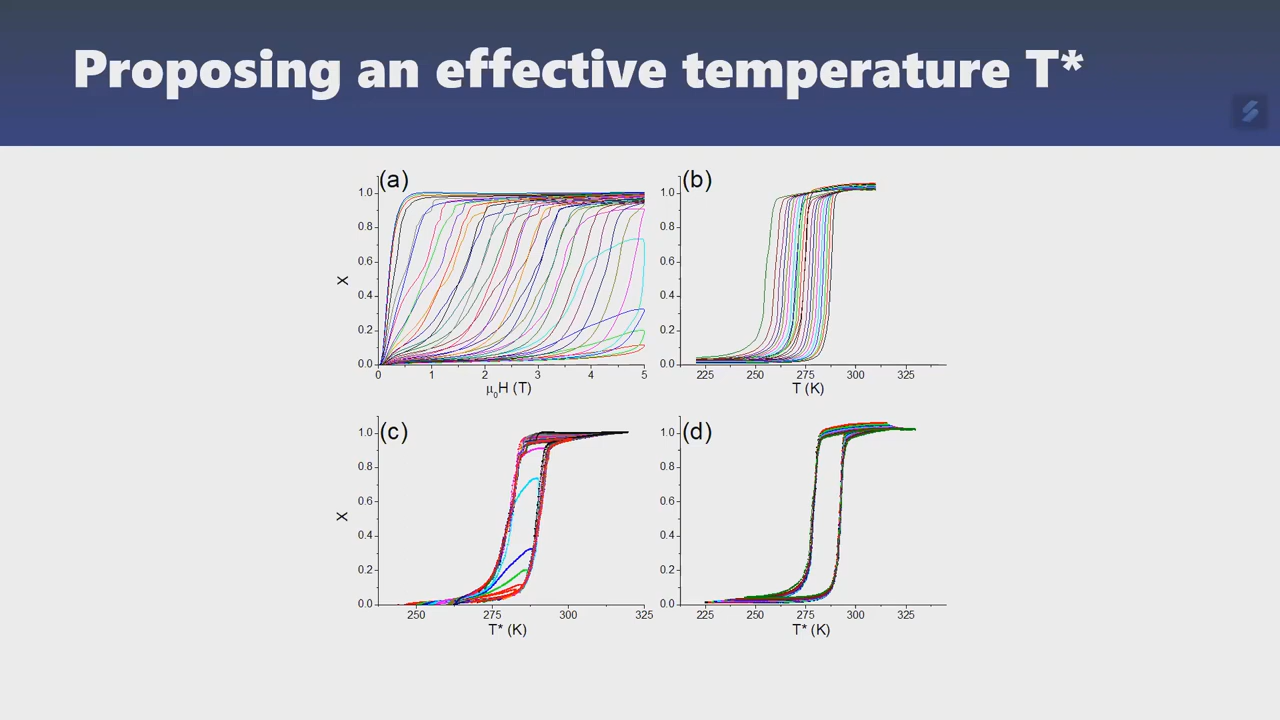 Proposing an effective temperature T*
(a)
1.0
0.8
0.6
0.4
0.2
0.0
X
0 1 2 3 4 5
μ0H (T)
(b)
1.0
0.8
0.6
0.4
0.2
0.0
225 250 275 300 325
T (K)
(c)
1.0
0.8
0.6
0.4
0.2
0.0
X
250 275 300 325
T* (K)
(d)
1.0
0.8
0.6
0.4
0.2
0.0
225 250 275 300 325
T* (K)